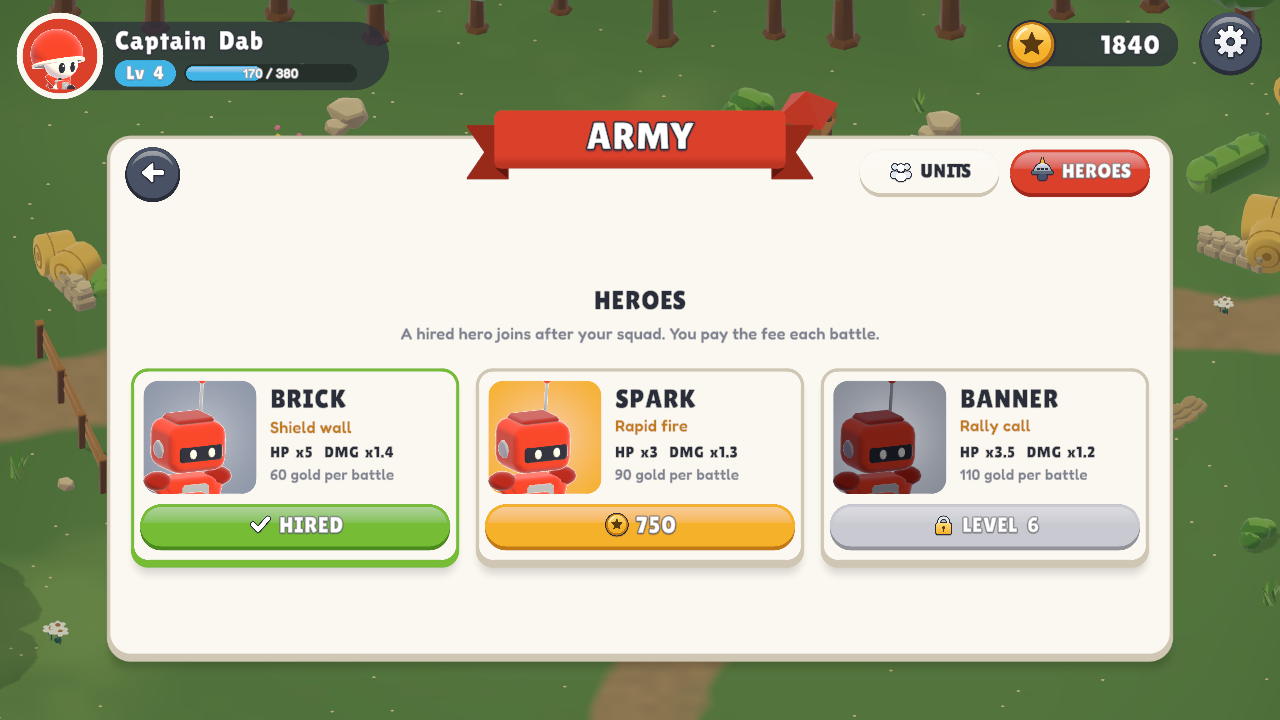 Captain Dab
Lv 4
170 / 380
1840
ARMY
UNITS
HEROES
HEROES
A hired hero joins after your squad. You pay the fee each battle.
BRICK
Shield wall
HP x5 DMG x1.4
60 gold per battle
HIRED
SPARK
Rapid fire
HP x3 DMG x1.3
90 gold per battle
750
BANNER
Rally call
HP x3.5 DMG x1.2
110 gold per battle
LEVEL 6